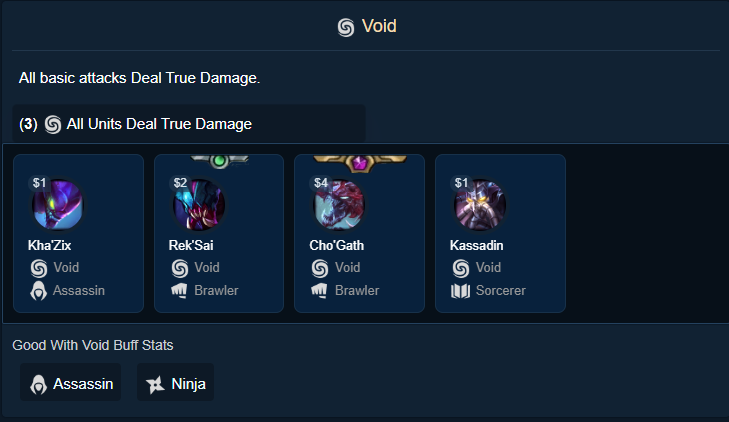 Void
All basic attacks Deal True Damage.
(3) All Units Deal True Damage
$1
Kha'Zix
Void
Assassin
$2
Rek'Sai
Void
Brawler
$4
Cho'Gath
Void
Brawler
$1
Kassadin
Void
Sorcerer
Good With Void Buff Stats
Assassin Ninja